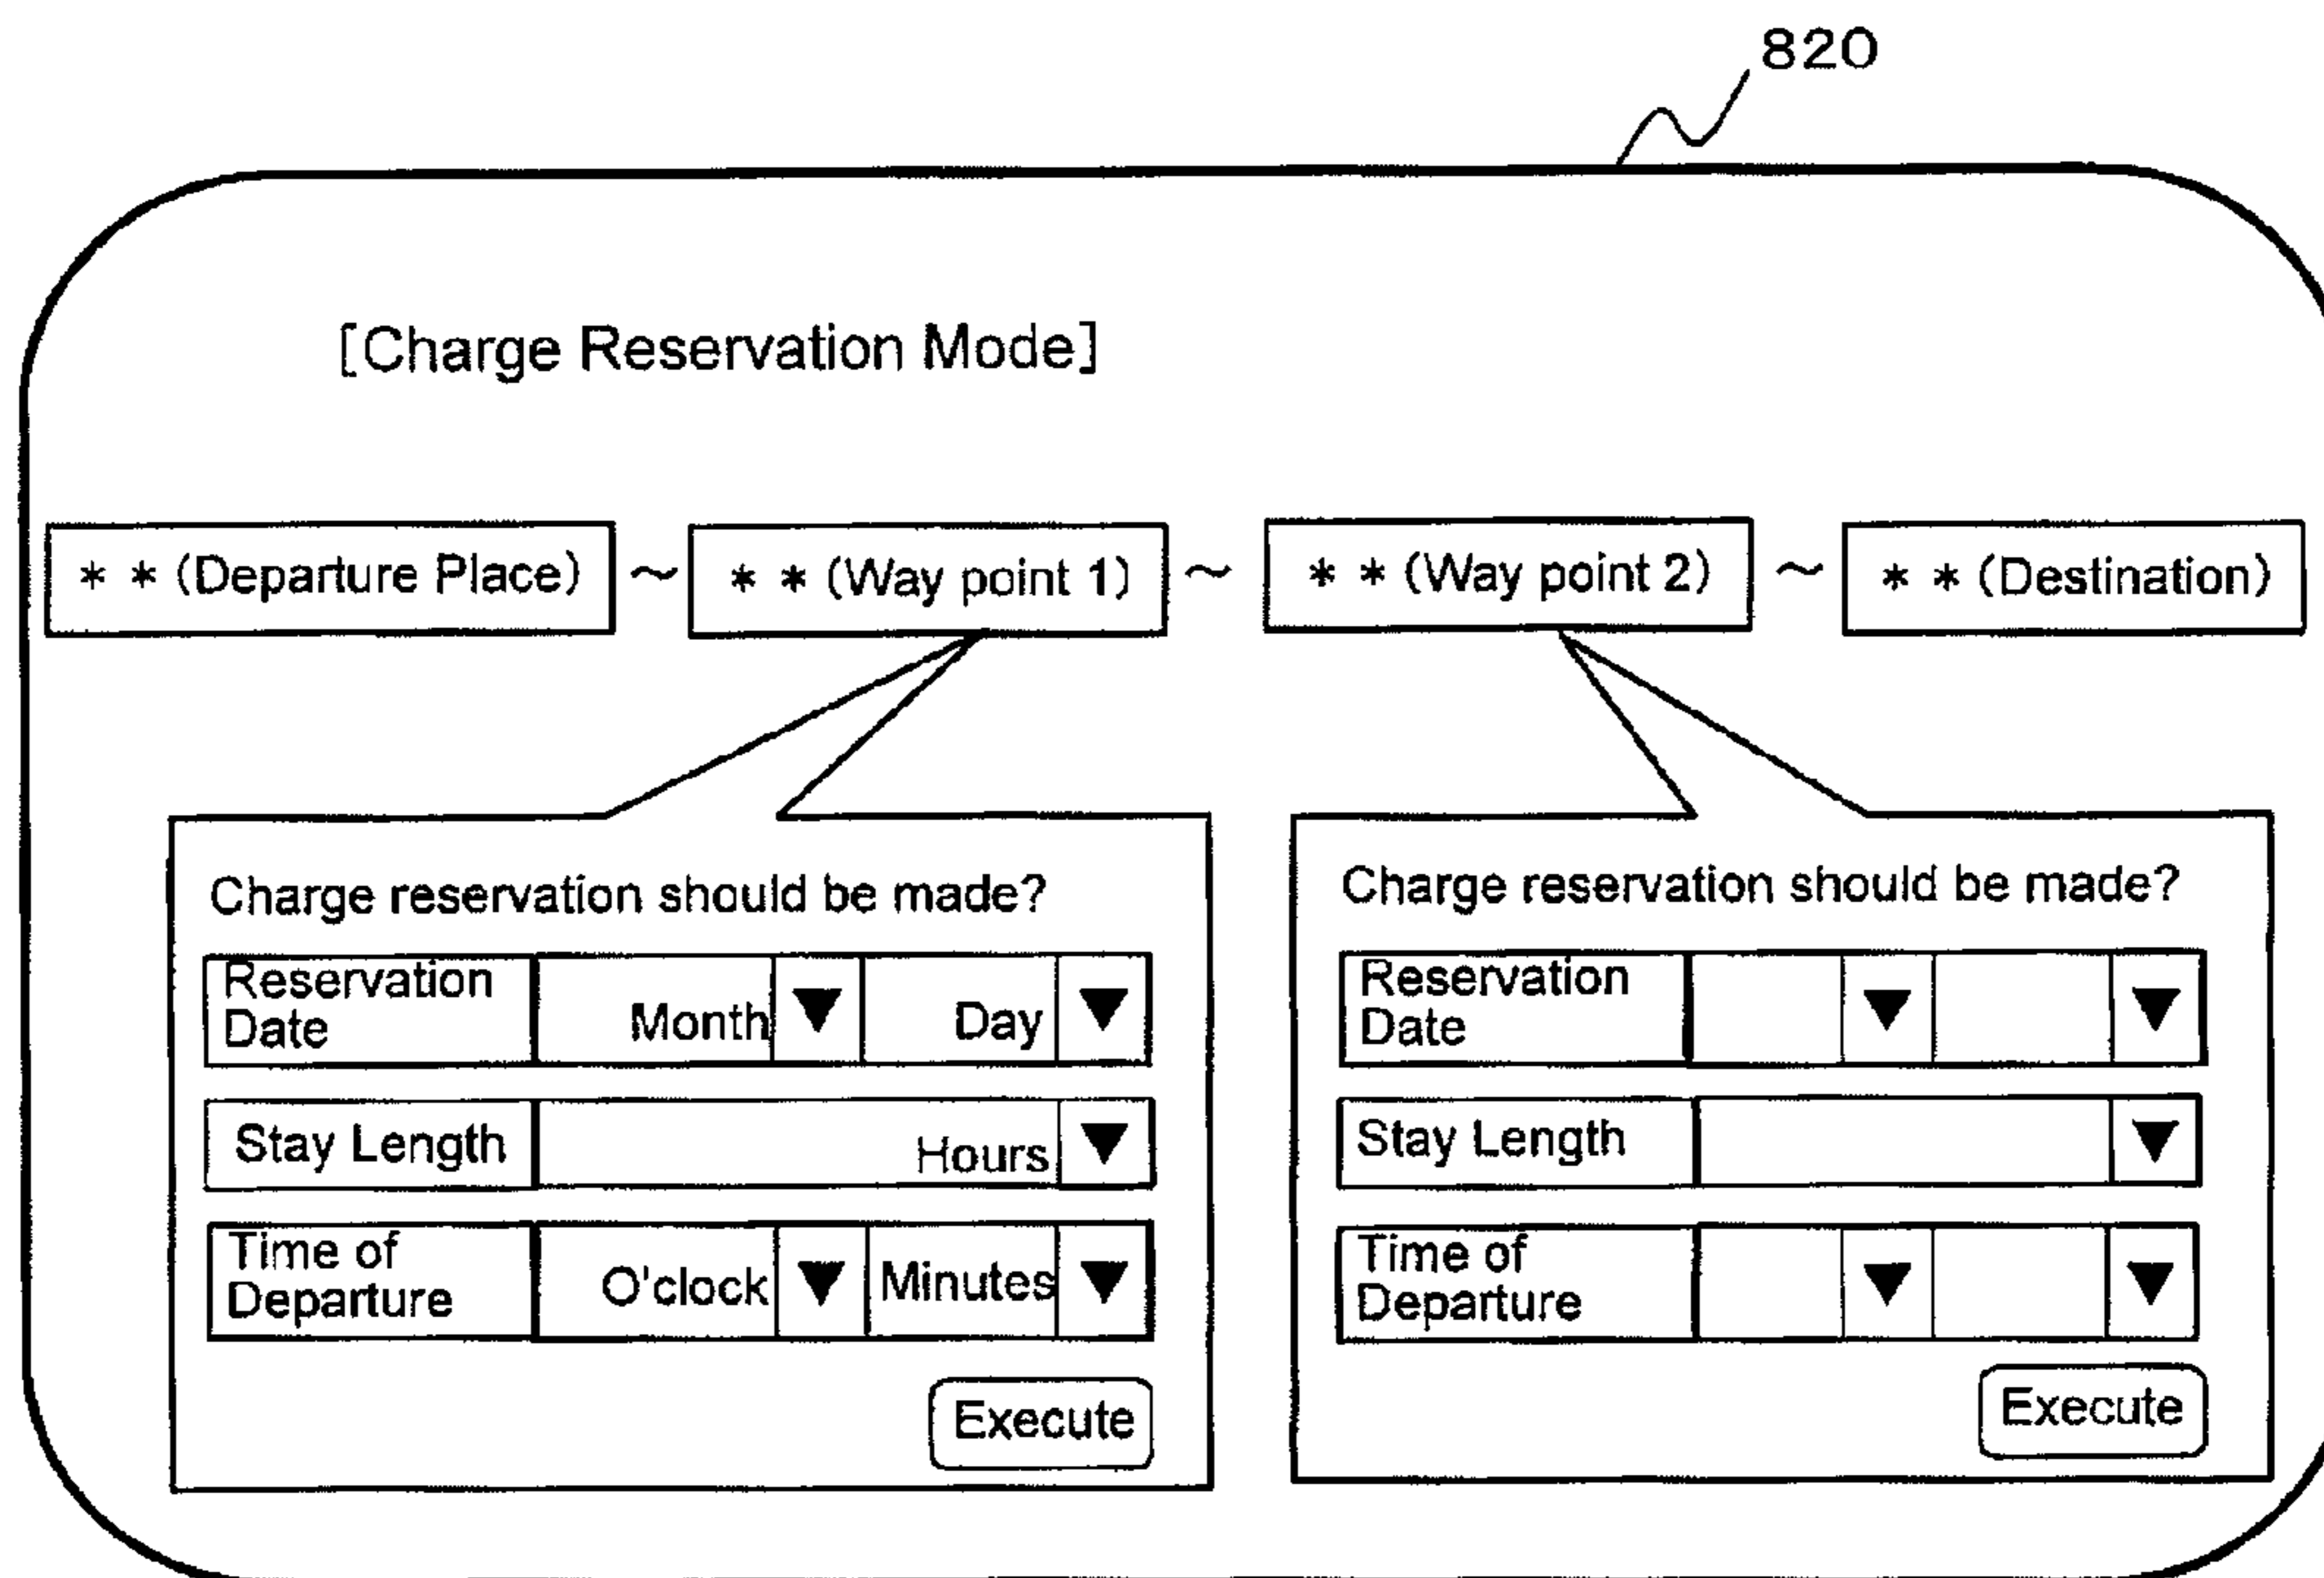 820
[Charge Reservation Mode]
* * (Departure Place) ~ * * (Way point 1) ~ * * (Way point 2) ~ * * (Destination)
Charge reservation should be made?
Reservation
Date
Month ▼ Day ▼
Stay Length Hours ▼
Time of
Departure
O'clock ▼ Minutes ▼
Execute
Charge reservation should be made?
Reservation
Date
▼ ▼
Stay Length ▼
Time of
Departure
▼ ▼
Execute